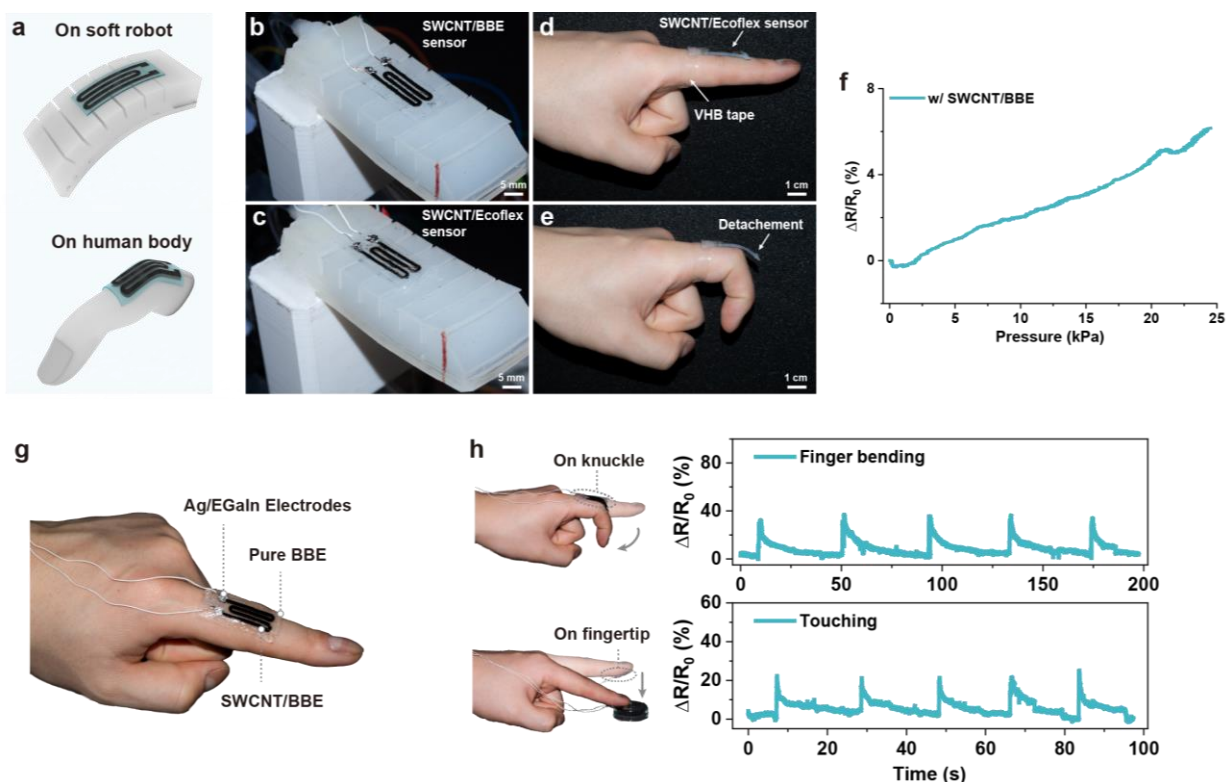 a
On soft robot
On human body
b
SWCNT/BBE
sensor
5 mm
c
SWCNT/Ecoflex
sensor
5 mm
d
SWCNT/Ecoflex sensor
VHB tape
1 cm
e
Detachement
1 cm
f
w/ SWCNT/BBE
8
4
0
ΔR/R₀ (%)
0 5 10 15 20 25
Pressure (kPa)
g
Ag/EGaIn Electrodes
Pure BBE
SWCNT/BBE
h
On knuckle
Finger bending
80
40
0
ΔR/R₀ (%)
0 50 100 150 200
On fingertip
Touching
60
40
20
0
ΔR/R₀ (%)
0 20 40 60 80 100
Time (s)